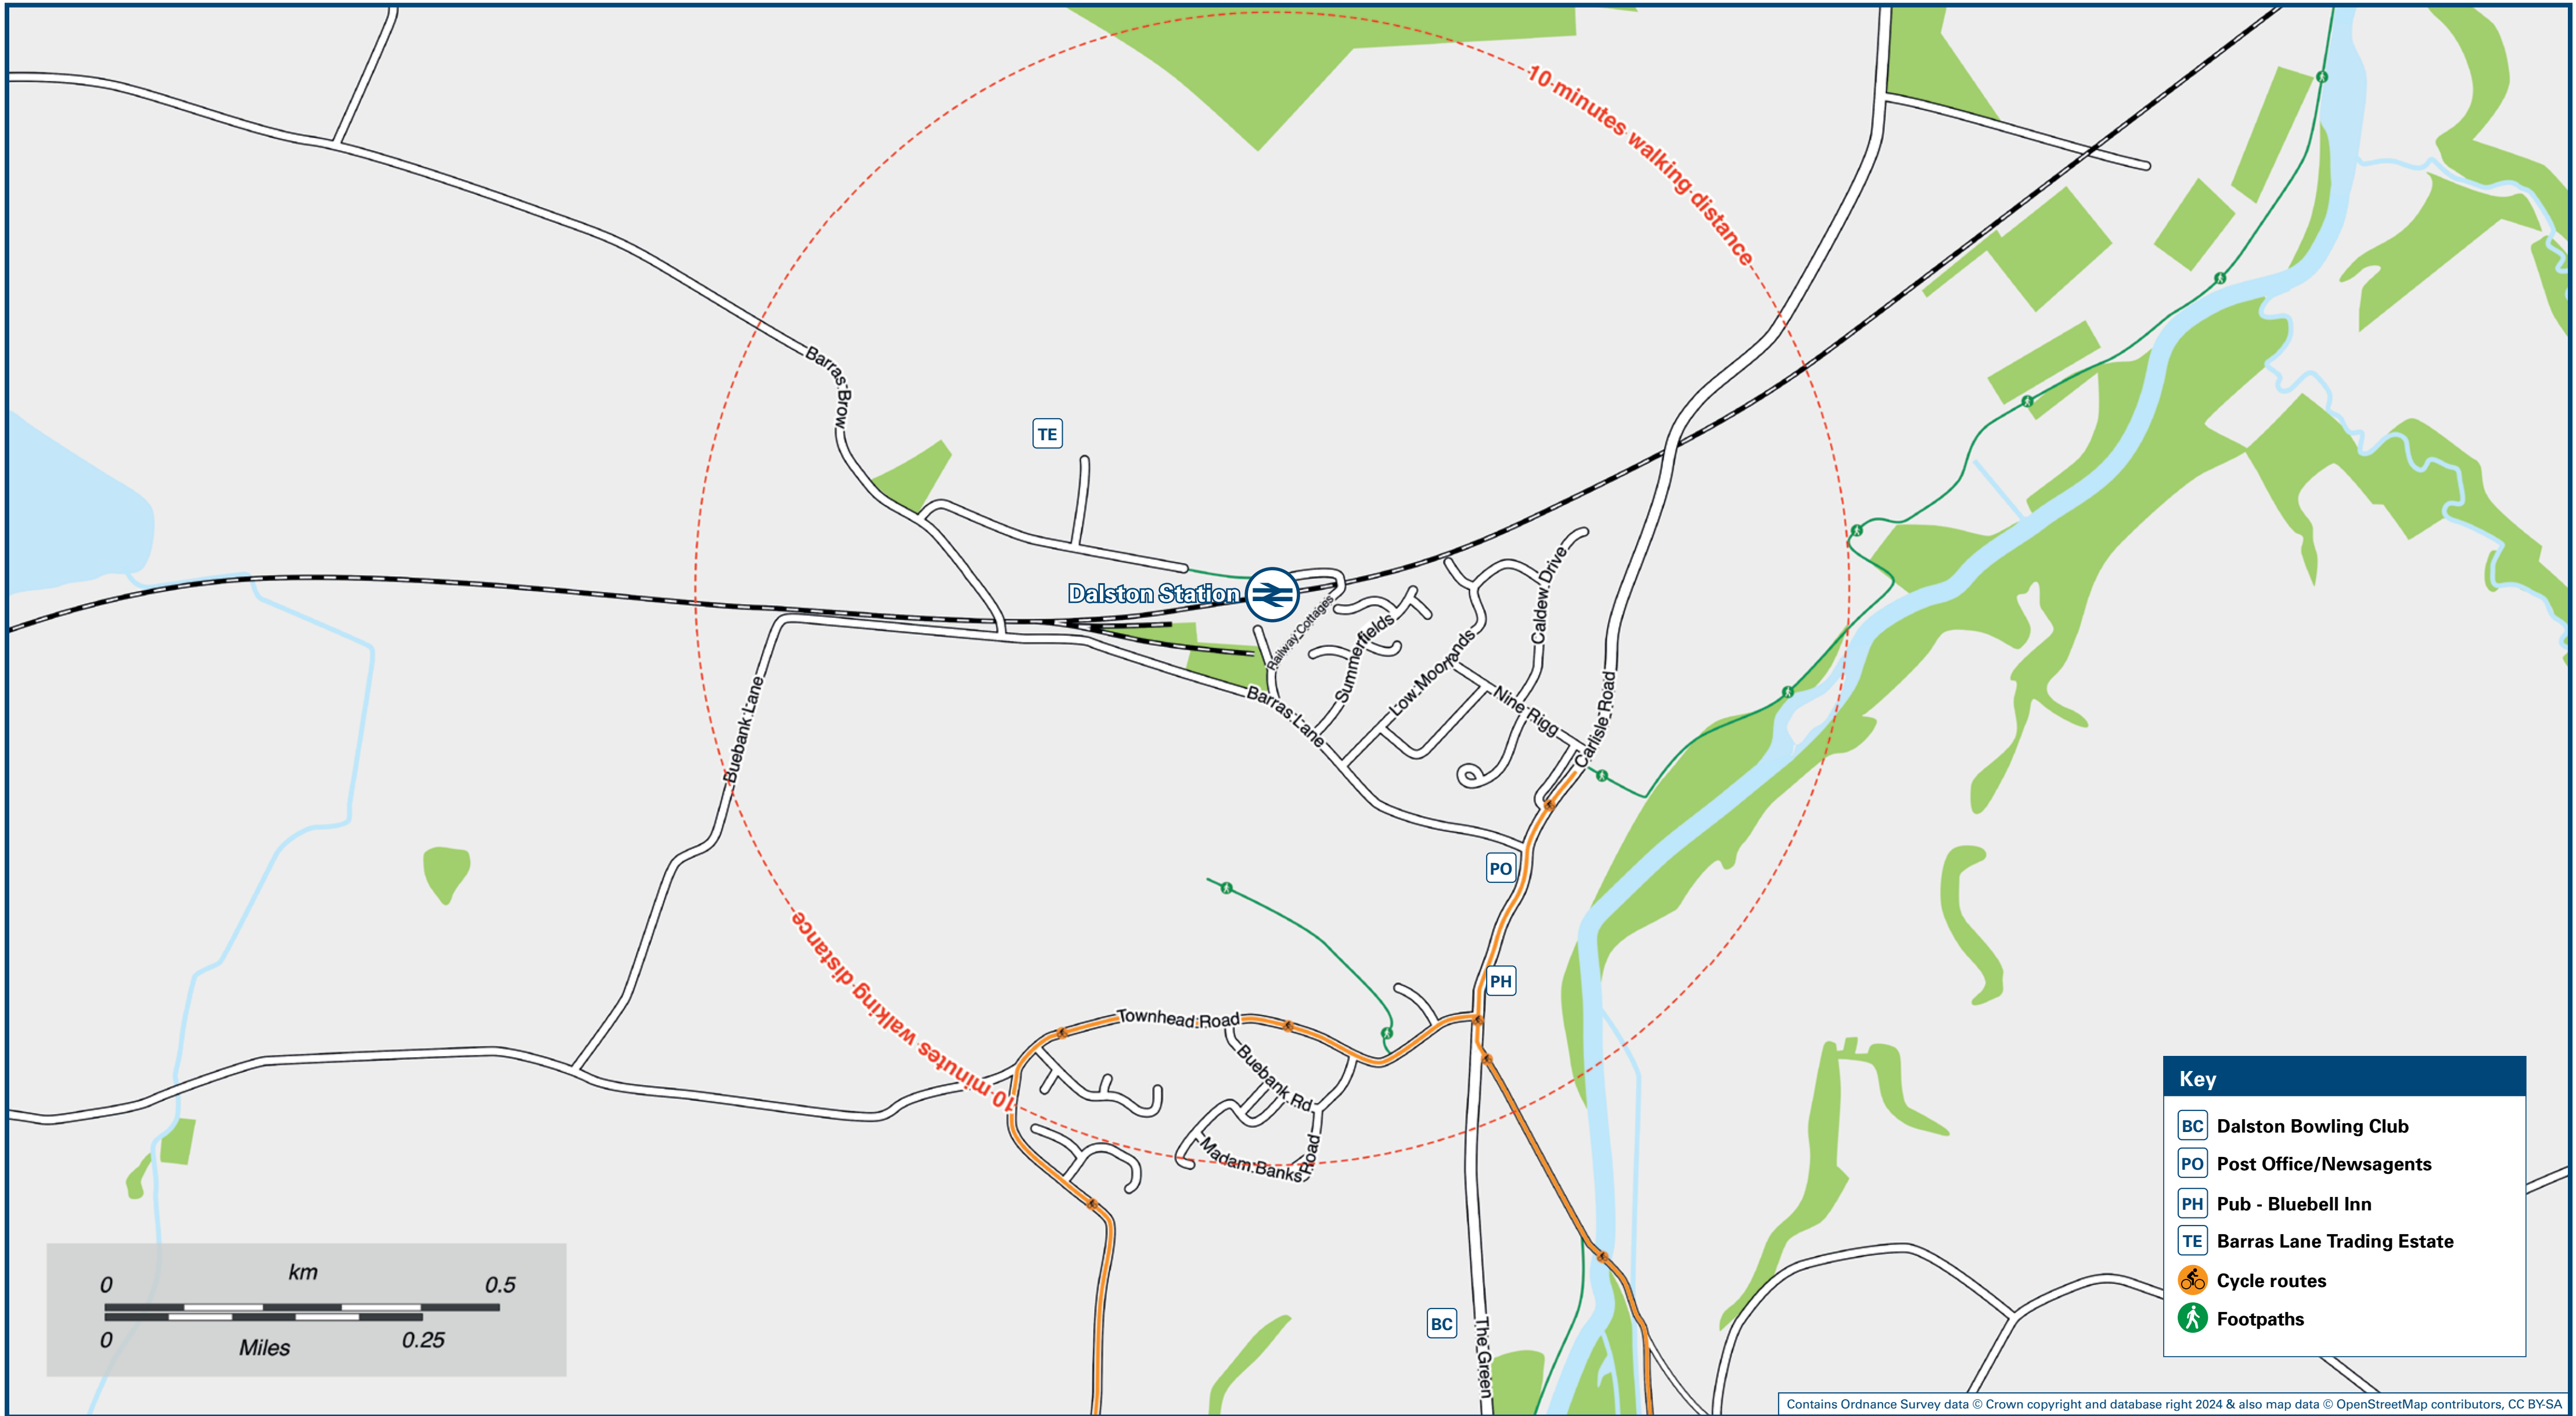 10 minutes walking distance
Barras Brow
TE
Dalston Station
Railway Cottages
Summerfields
Low Moorlands
Caldew Drive
Nine Rigg
Carlisle Road
Barras Lane
Buebank Lane
PO
PH
10 minutes walking distance
Townhead Road
Buebank Rd
Madam Banks Road
BC
The Green
km
0 0.5
0 0.25
Miles
Key
BC Dalston Bowling Club
PO Post Office/Newsagents
PH Pub - Bluebell Inn
TE Barras Lane Trading Estate
Cycle routes
Footpaths
Contains Ordnance Survey data © Crown copyright and database right 2024 & also map data © OpenStreetMap contributors, CC BY-SA